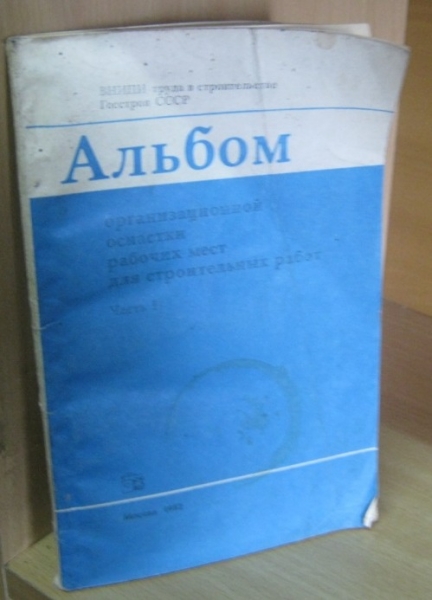 ВНИПИ труда в строительстве
Госстроя СССР
Альбом
организационной
оснастки
рабочих мест
для строительных работ
Часть
Москва